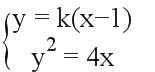 y = k(x−1)
y² = 4x